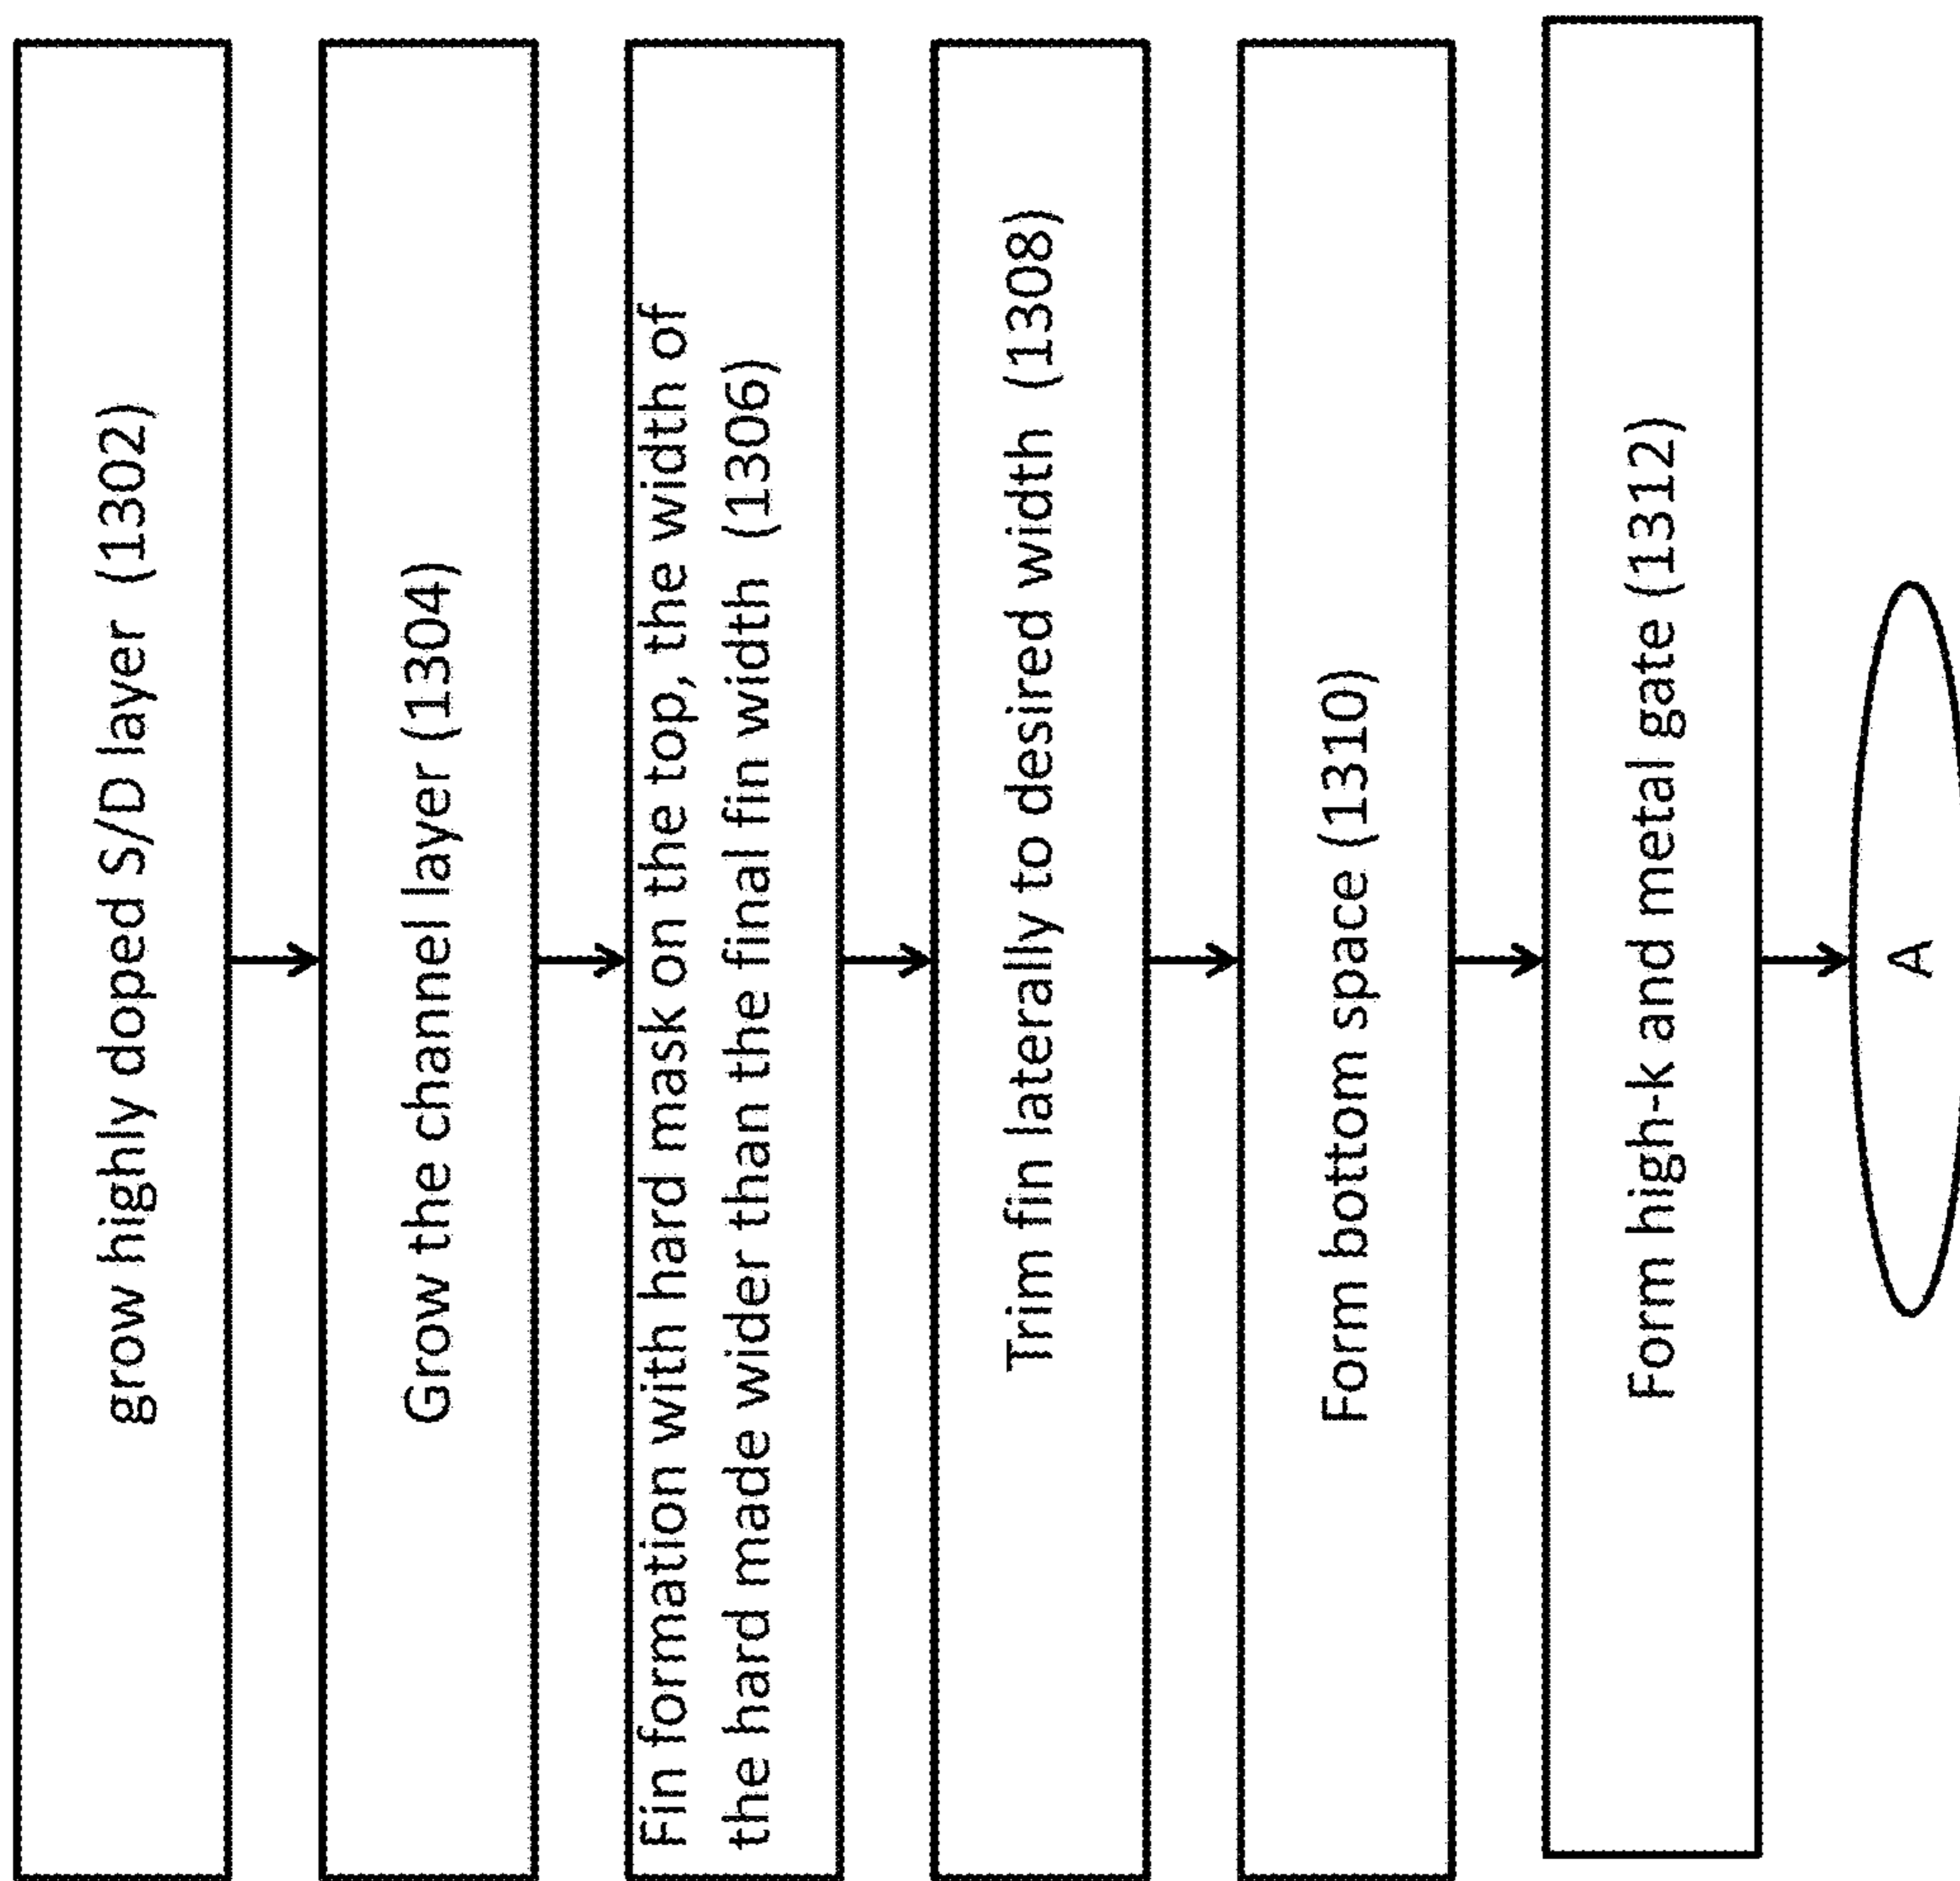 grow highly doped S/D layer (1302)
Grow the channel layer (1304)
Fin formation with hard mask on the top, the width of
the hard made wider than the final fin width (1306)
Trim fin laterally to desired width (1308)
Form bottom space (1310)
Form high-k and metal gate (1312)
A